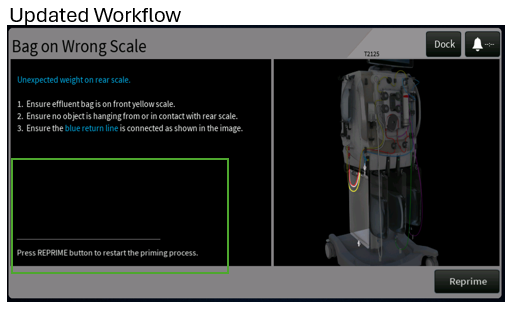 Updated Workflow
Bag on Wrong Scale
T2125
Dock
--:--
Unexpected weight on rear scale.
1. Ensure effluent bag is on front yellow scale.
2. Ensure no object is hanging from or in contact with rear scale.
3. Ensure the blue return line is connected as shown in the image.
Press REPRIME button to restart the priming process.
Reprime